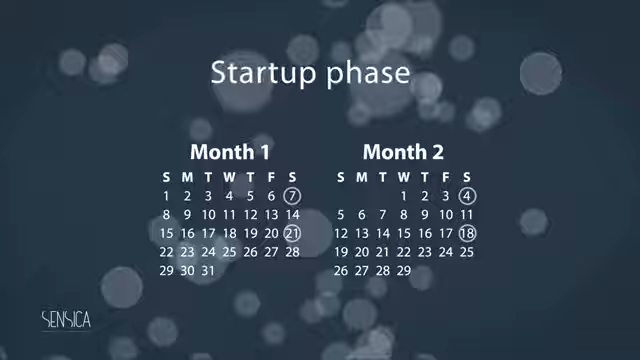 Startup phase
Month 1
S M T W T F S
1 2 3 4 5 6 7
8 9 10 11 12 13 14
15 16 17 18 19 20 21
22 23 24 25 26 27 28
29 30 31
Month 2
S M T W T F S
1 2 3 4
5 6 7 8 9 10 11
12 13 14 15 16 17 18
19 20 21 22 23 24 25
26 27 28 29
SENSICA